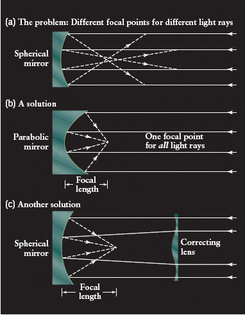 (a) The problem: Different focal points for different light rays
Spherical
mirror
(b) A solution
Parabolic
mirror
One focal point
for all light rays
Focal
length
(c) Another solution
Spherical
mirror
Correcting
lens
Focal
length